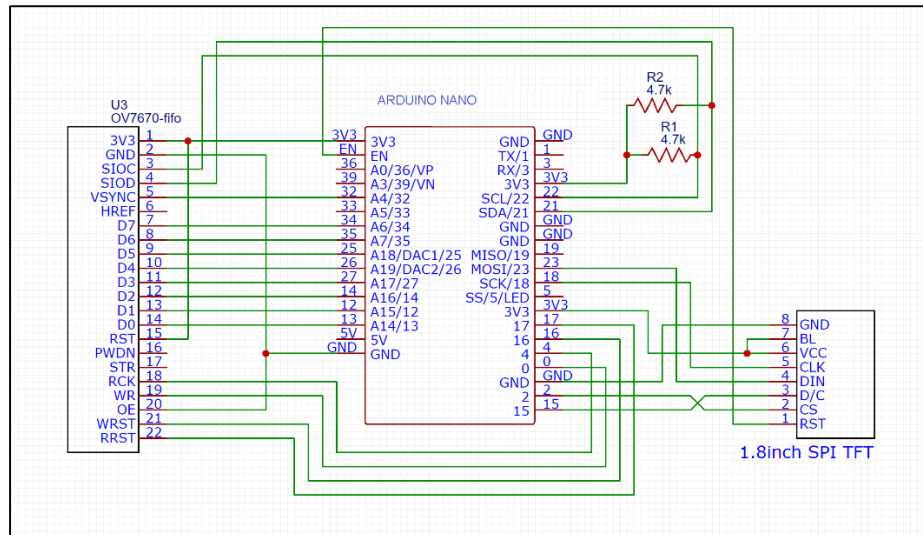 U3
OV7670-fifo
3V3 1
GND 2
SIOC 3
SIOD 4
VSYNC 5
HREF 6
D7 7
D6 8
D5 9
D4 10
D3 11
D2 12
D1 13
D0 14
RST 15
PWDN 16
STR 17
RCK 18
WR 19
OE 20
WRST 21
RRST 22
ARDUINO NANO
3V3 3V3
EN EN
36 A0/36/VP
39 A3/39/VN
32 A4/32
33 A5/33
34 A6/34
35 A7/35
25 A18/DAC1/25
26 A19/DAC2/26
27 A17/27
14 A16/14
12 A15/12
13 A14/13
5V 5V
GND GND
GND GND
TX/1 1
RX/3 3
3V3 3V3
SCL/22 22
SDA/21 21
GND GND
GND GND
MISO/19 19
MOSI/23 23
SCK/18 18
SS/5/LED 5
3V3 3V3
17 17
16 16
4 4
0 0
GND GND
2 2
15 15
R2
4.7k
R1
4.7k
8 GND
7 BL
6 VCC
5 CLK
4 DIN
3 D/C
2 CS
1 RST
1.8inch SPI TFT